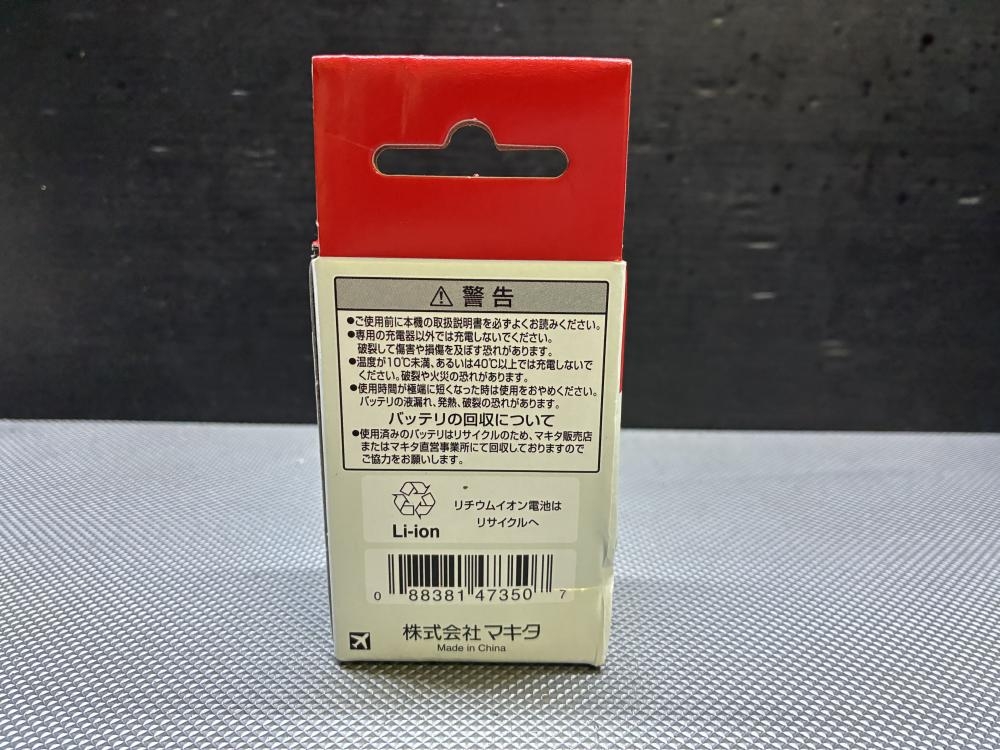 警告
●ご使用前に本機の取扱説明書を必ずよくお読みください。
●専用の充電器以外では充電しないでください。
破裂して傷害や損傷を及ぼす恐れがあります。
●温度が10℃未満、あるいは40℃以上では充電しないで
ください。破裂や火災の恐れがあります。
●使用時間が極端に短くなった時は使用をおやめください。
バッテリの液漏れ、発熱、破裂の恐れがあります。
バッテリの回収について
●使用済みのバッテリはリサイクルのため、マキタ販売店
またはマキタ直営事業所にて回収しておりますので
ご協力をお願いします。
リチウムイオン電池は
リサイクルへ
Li-ion
0 88381 47350 7
株式会社マキタ
Made in China